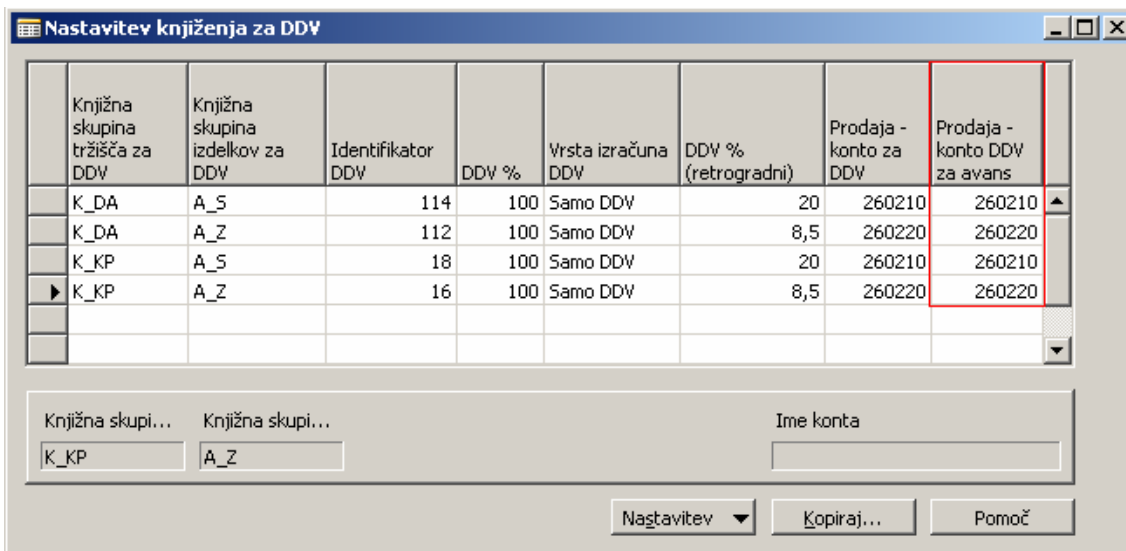 Nastavitev knjiženja za DDV
Knjižna skupina tržišča za DDV Knjižna skupina izdelkov za DDV Identifikator DDV DDV % Vrsta izračuna DDV DDV % (retrogradni) Prodaja - konto za DDV Prodaja - konto DDV za avans
K_DA A_S 114 100 Samo DDV 20 260210 260210
K_DA A_Z 112 100 Samo DDV 8,5 260220 260220
K_KP A_S 18 100 Samo DDV 20 260210 260210
K_KP A_Z 16 100 Samo DDV 8,5 260220 260220
Knjižna skupi... Knjižna skupi... Ime konta
K_KP A_Z
Nastavitev Kopiraj... Pomoč